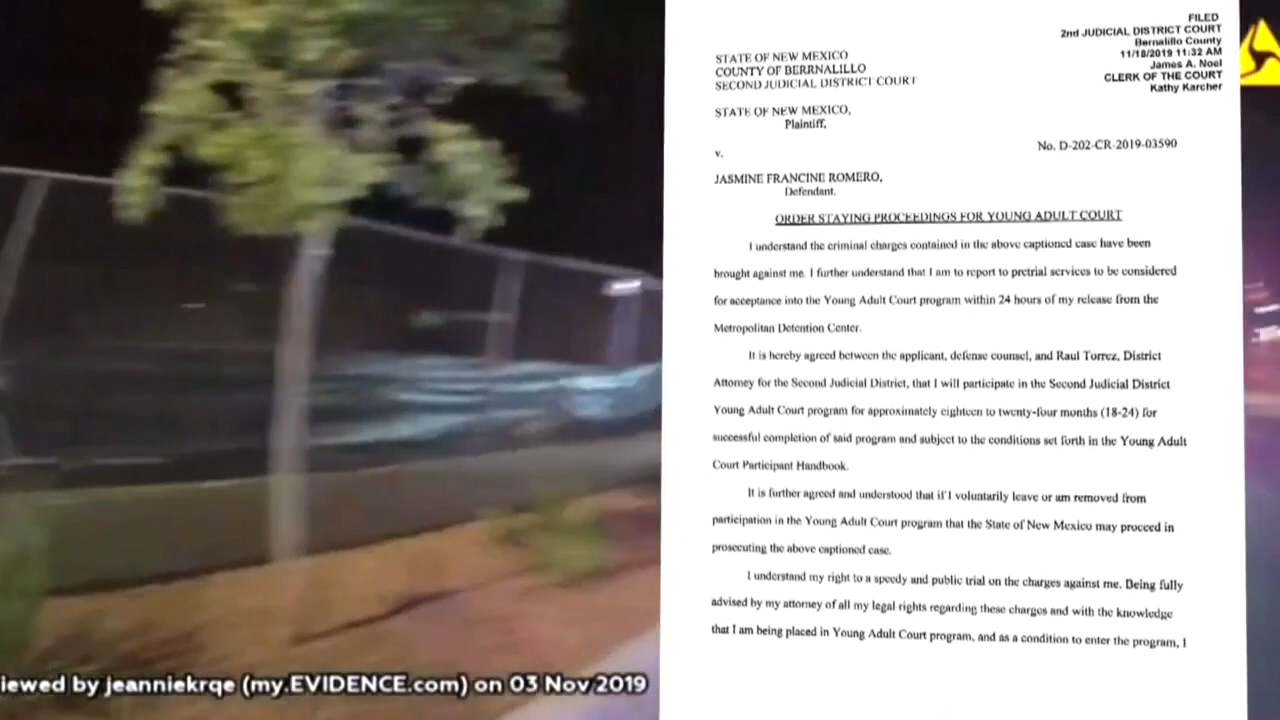 FILED
2nd JUDICIAL DISTRICT COURT
Bernalillo County
11/18/2019 11:32 AM
James A. Noel
CLERK OF THE COURT
Kathy Karcher
STATE OF NEW MEXICO
COUNTY OF BERRNALILLO
SECOND JUDICIAL DISTRICT COURT
STATE OF NEW MEXICO,
Plaintiff,
v.
No. D-202-CR-2019-03590
JASMINE FRANCINE ROMERO,
Defendant.
ORDER STAYING PROCEEDINGS FOR YOUNG ADULT COURT
I understand the criminal charges contained in the above captioned case have been
brought against me. I further understand that I am to report to pretrial services to be considered
for acceptance into the Young Adult Court program within 24 hours of my release from the
Metropolitan Detention Center.
It is hereby agreed between the applicant, defense counsel, and Raul Torrez, District
Attorney for the Second Judicial District, that I will participate in the Second Judicial District
Young Adult Court program for approximately eighteen to twenty-four months (18-24) for
successful completion of said program and subject to the conditions set forth in the Young Adult
Court Participant Handbook.
It is further agreed and understood that if I voluntarily leave or am removed from
participation in the Young Adult Court program that the State of New Mexico may proceed in
prosecuting the above captioned case.
I understand my right to a speedy and public trial on the charges against me. Being fully
advised by my attorney of all my legal rights regarding these charges and with the knowledge
that I am being placed in Young Adult Court program, and as a condition to enter the program, I
iewed by jeanniekrqe (my.EVIDENCE.com) on 03 Nov 2019